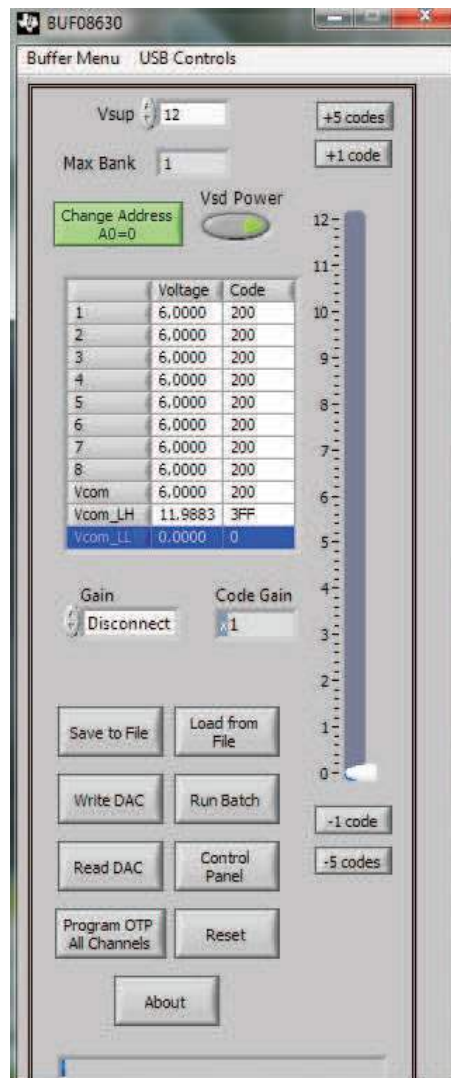 BUF08630
Buffer Menu USB Controls
Vsup 12
+5 codes
Max Bank 1
+1 code
Change Address
A0=0
Vsd Power
Voltage Code
1 6,0000 200
2 6,0000 200
3 6,0000 200
4 6,0000 200
5 6,0000 200
6 6,0000 200
7 6,0000 200
8 6,0000 200
Vcom 6,0000 200
Vcom_LH 11,9883 3FF
Vcom_LL 0,0000 0
12
11
10
9
8
7
6
5
4
3
2
1
0
Gain
Disconnect
Code Gain
x1
Save to File
Load from
File
Write DAC
Run Batch
-1 code
Read DAC
Control
Panel
-5 codes
Program OTP
All Channels
Reset
About